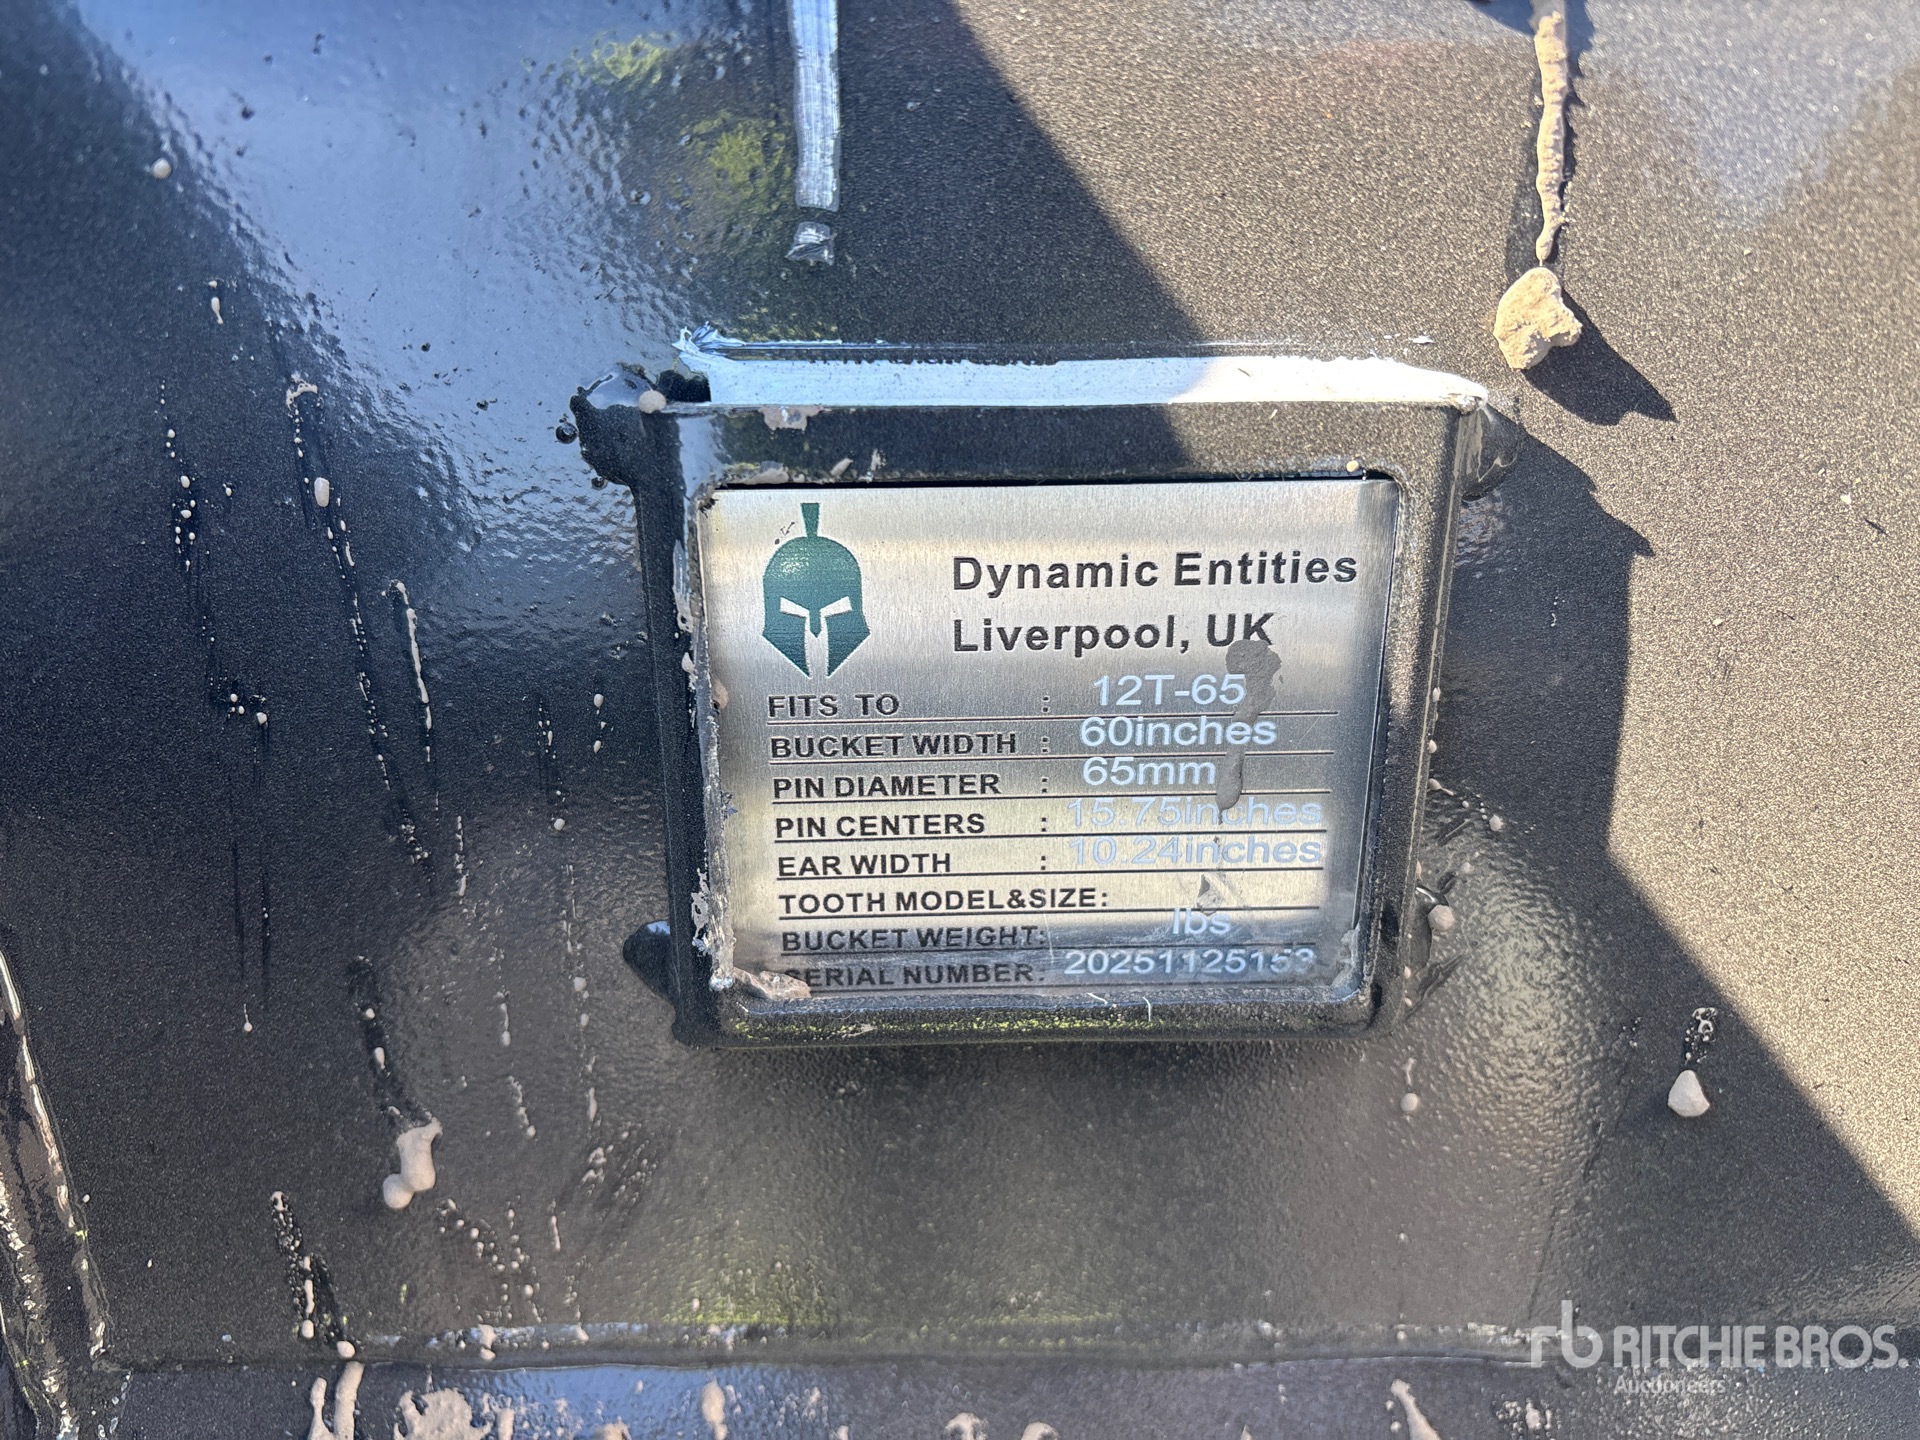 Dynamic Entities
Liverpool, UK
FITS TO : 12T-65
BUCKET WIDTH : 60inches
PIN DIAMETER : 65mm
PIN CENTERS : 15.75inches
EAR WIDTH : 10.24inches
TOOTH MODEL&SIZE:
BUCKET WEIGHT: lbs
SERIAL NUMBER: 20251125153
rb RITCHIE BROS.
Auctioneers